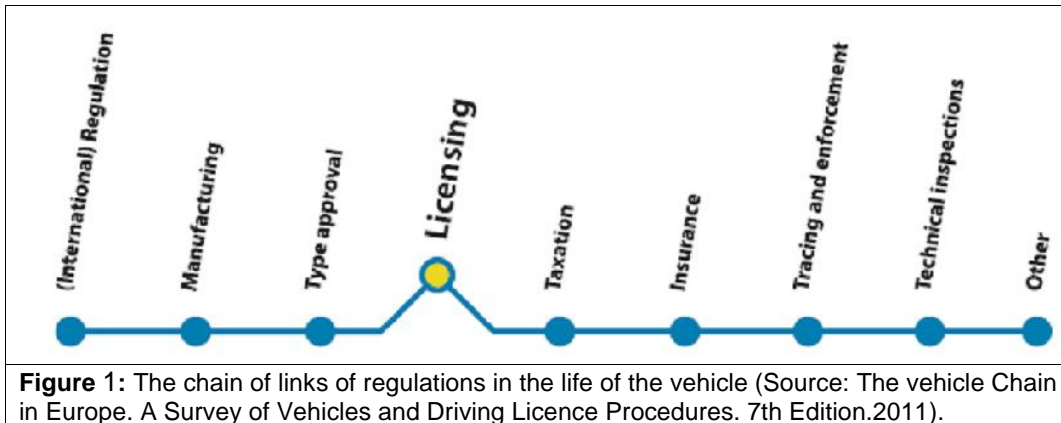 (International) Regulation
Manufacturing
Type approval
Licensing
Taxation
Insurance
Tracing and enforcement
Technical inspections
Other
Figure 1: The chain of links of regulations in the life of the vehicle (Source: The vehicle Chain
in Europe. A Survey of Vehicles and Driving Licence Procedures. 7th Edition.2011).